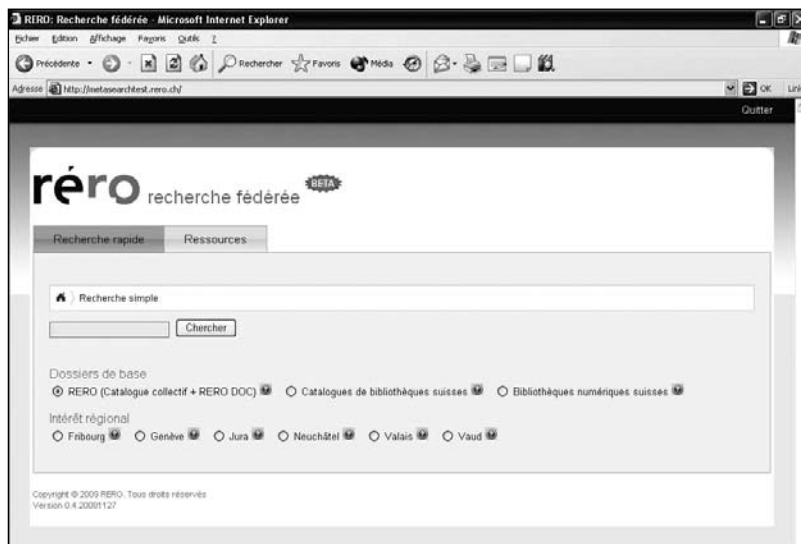 RERO: Recherche fédérée - Microsoft Internet Explorer
Fichier Edition Affichage Favoris Outils ?
Précédente Rechercher Favoris Média
Adresse http://metasearchtest.rero.ch/ OK
Quitter
réro recherche fédérée BETA
Recherche rapide Ressources
Recherche simple
Chercher
Dossiers de base
RERO (Catalogue collectif + RERO DOC) Catalogues de bibliothèques suisses Bibliothèques numériques suisses
Intérêt régional
Fribourg Genève Jura Neuchâtel Valais Vaud
Copyright © 2009 RERO. Tous droits réservés
Version 0.4.20091127